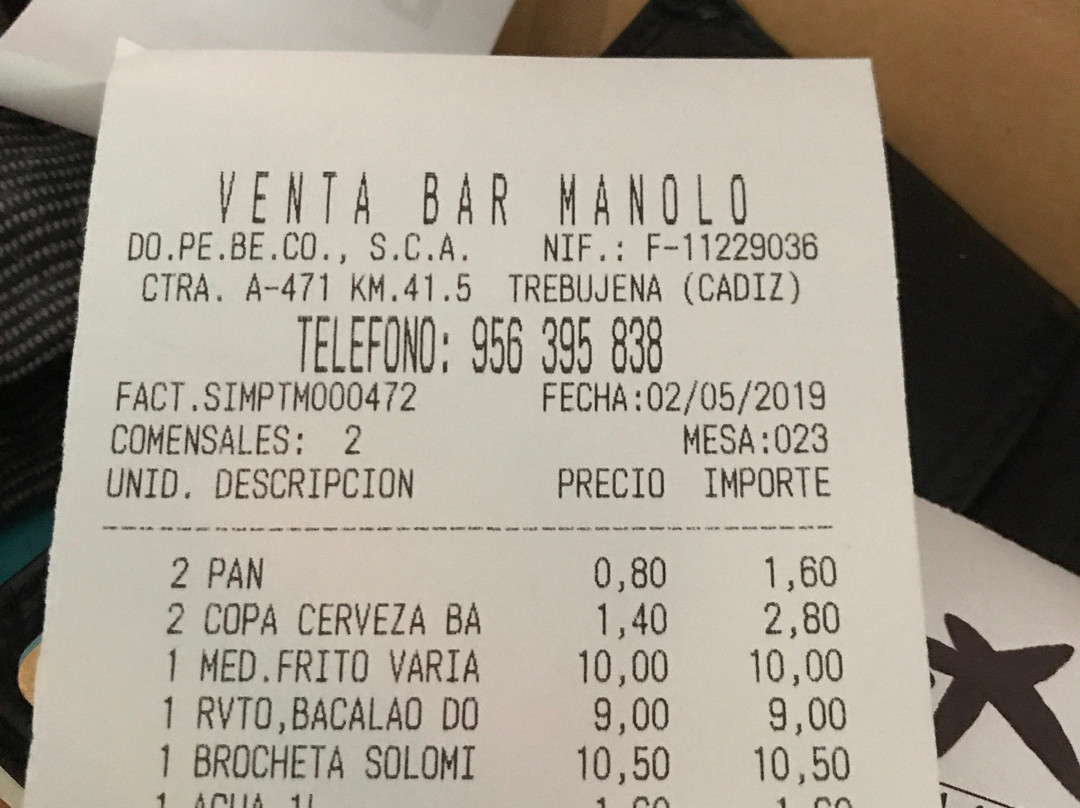 VENTA BAR MANOLO
DO.PE.BE.CO., S.C.A. NIF.: F-11229036
CTRA. A-471 KM.41.5 TREBUJENA (CADIZ)
TELEFONO: 956 395 838
FACT.SIMPTM000472 FECHA:02/05/2019
COMENSALES: 2 MESA:023
UNID. DESCRIPCION PRECIO IMPORTE
2 PAN 0,80 1,60
2 COPA CERVEZA BA 1,40 2,80
1 MED.FRITO VARIA 10,00 10,00
1 RVTO,BACALAO DO 9,00 9,00
1 BROCHETA SOLOMI 10,50 10,50
1 AGUA 1L